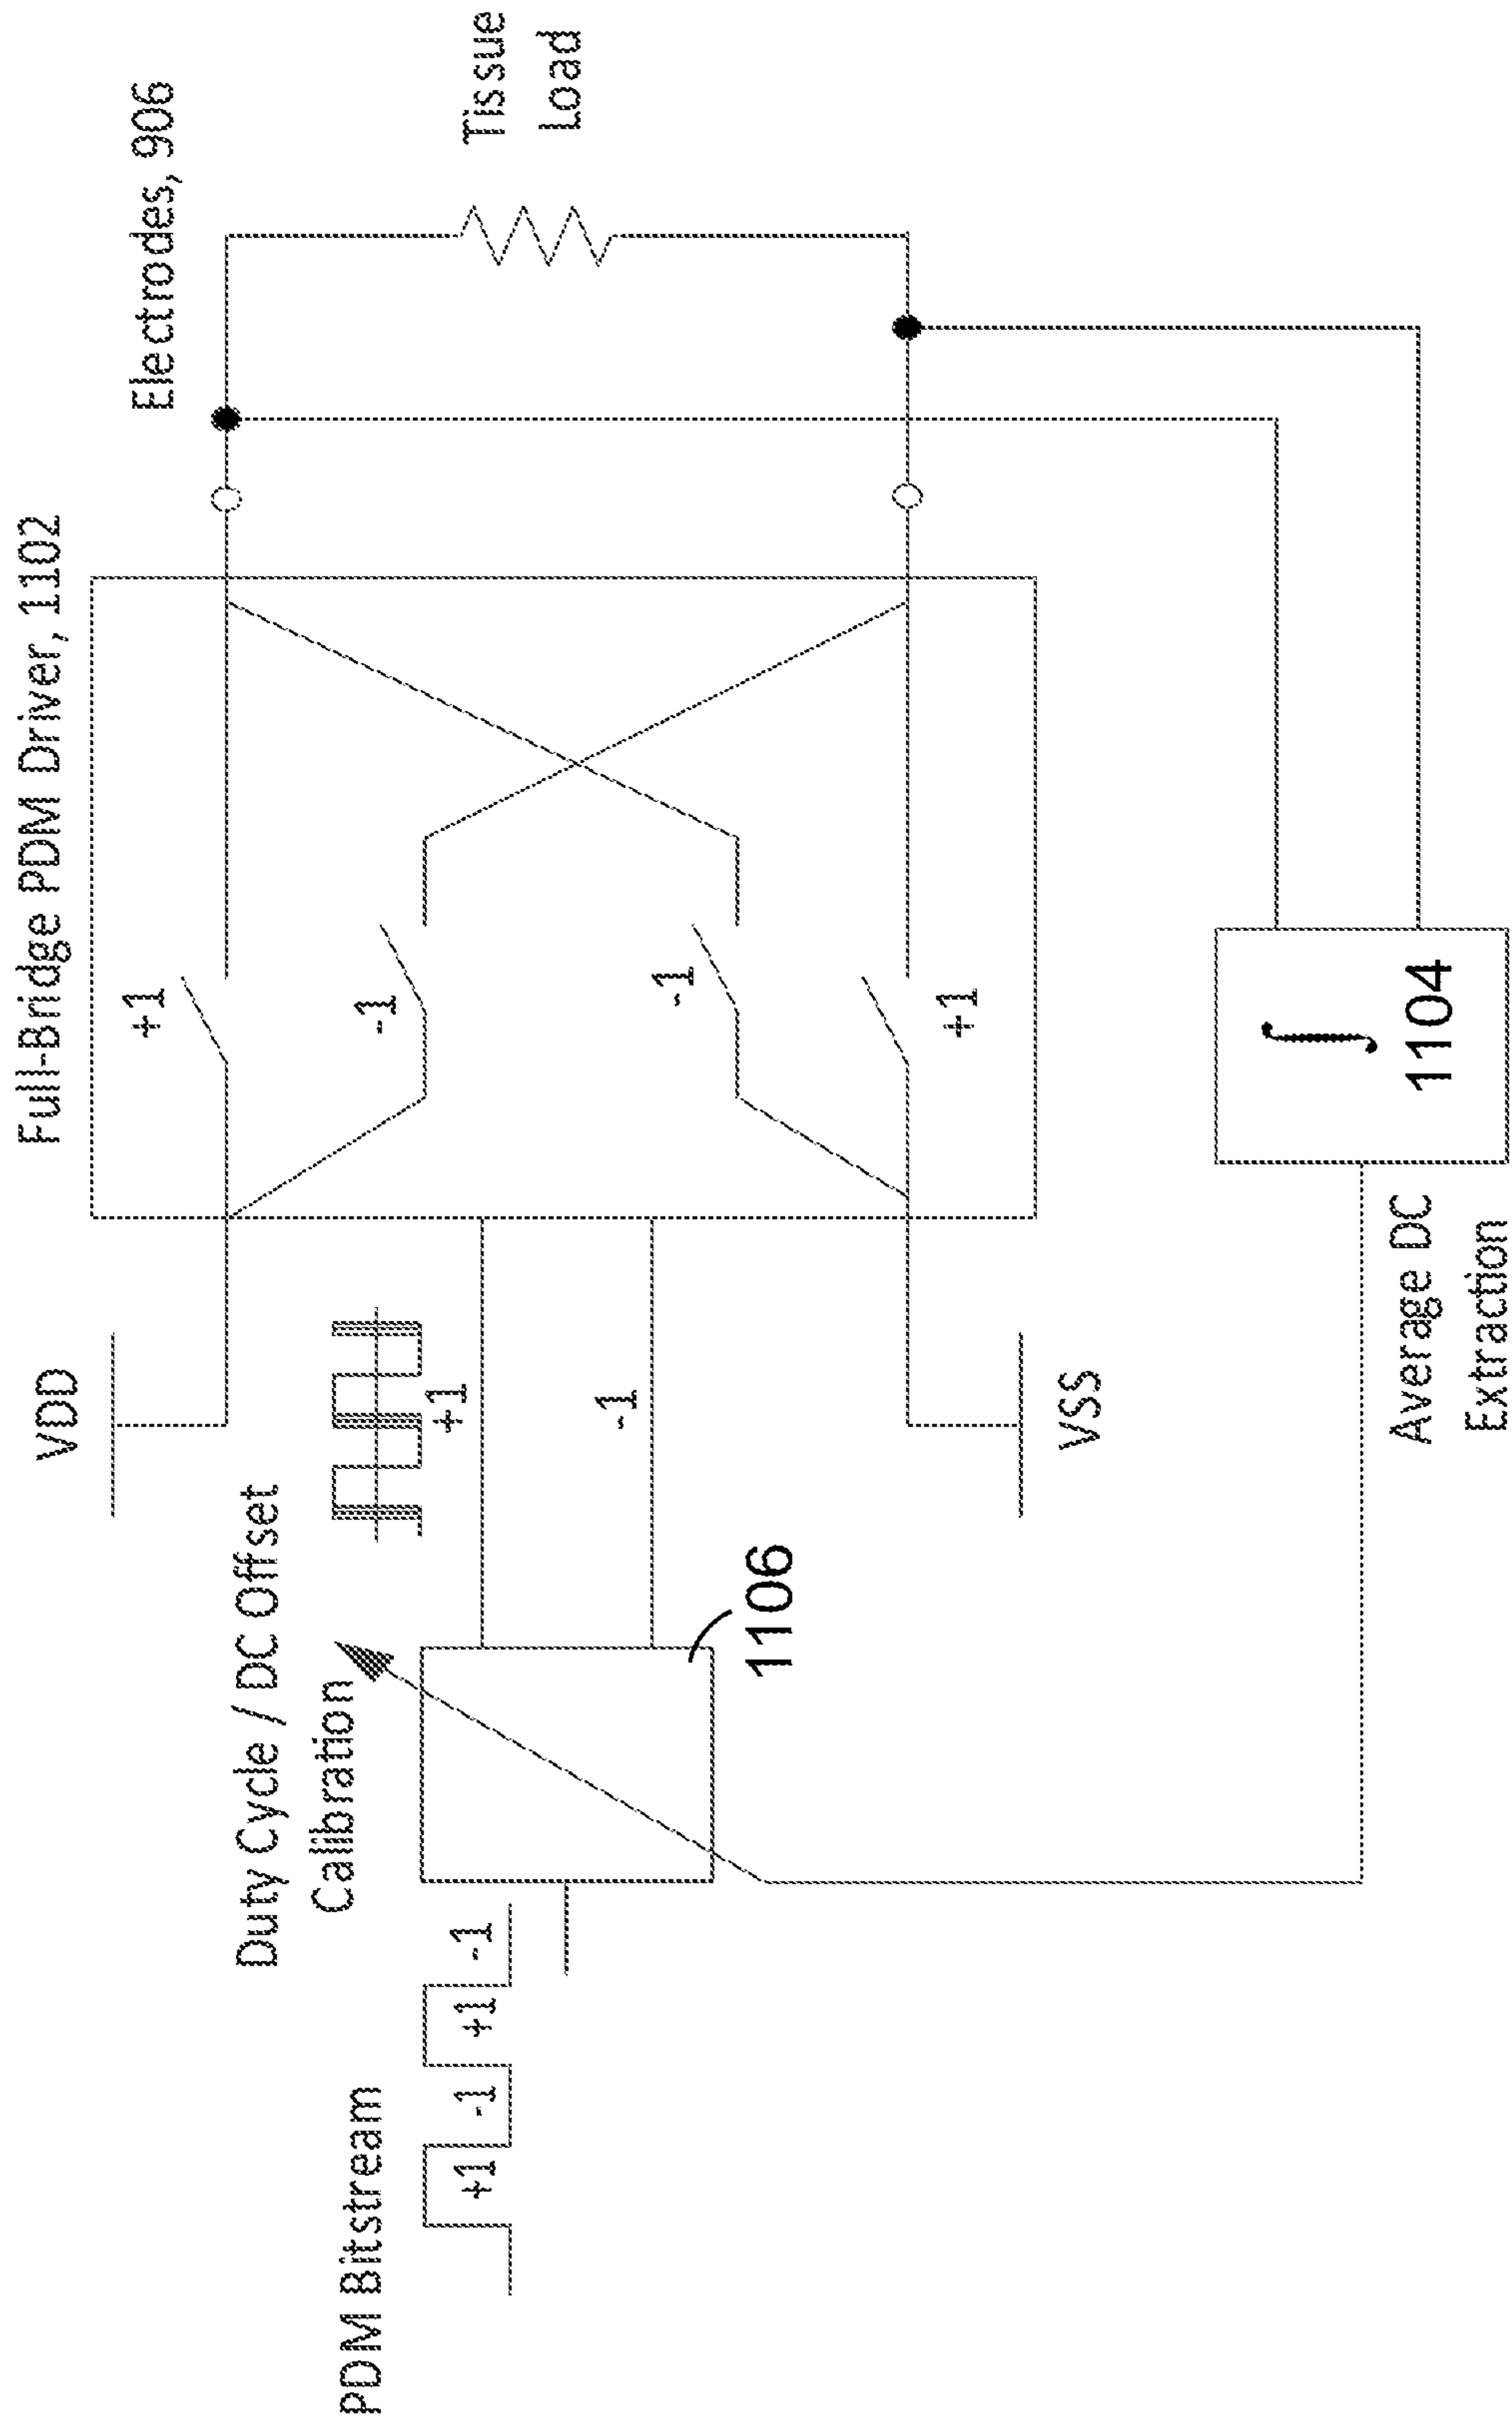 Full-Bridge PDM Driver, 1102
Electrodes, 906
Tissue
Load
VDD
+1
-1
-1
+1
Duty Cycle / DC Offset
Calibration
+1
-1
PDM Bitstream
+1 -1 +1 -1
1106
VSS
∫
1104
Average DC
Extraction